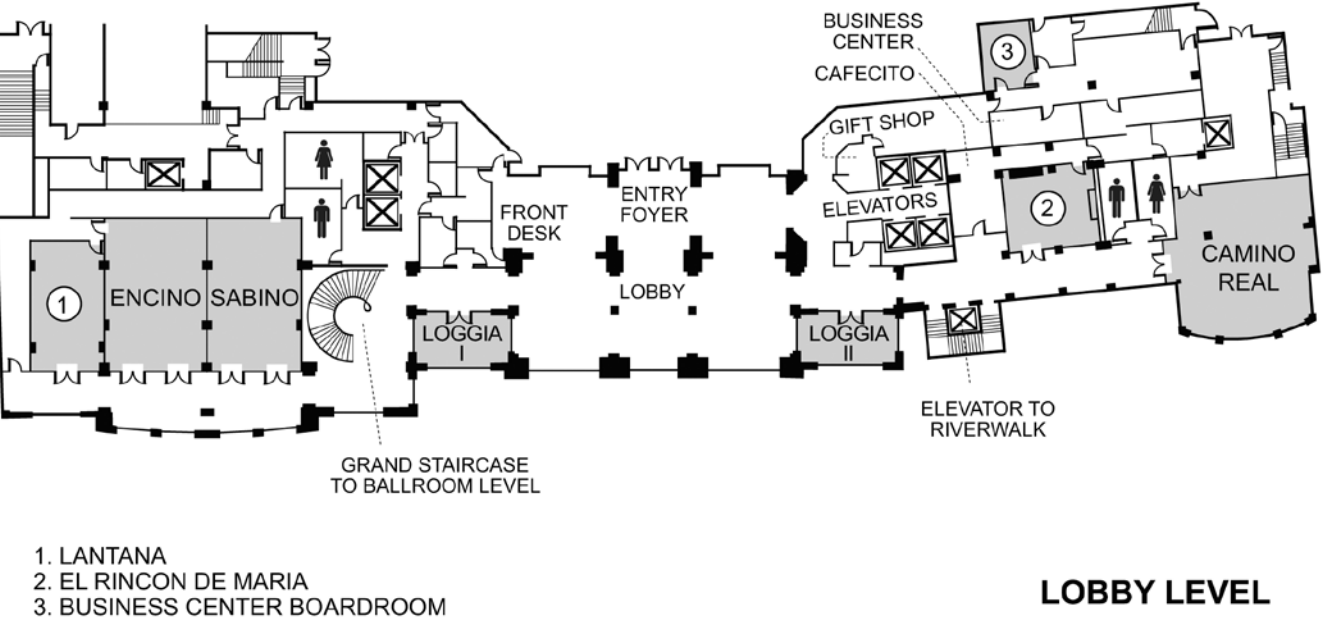 BUSINESS
CENTER
CAFECITO
3
GIFT SHOP
ELEVATORS
ENTRY
FOYER
FRONT
DESK
LOBBY
2
CAMINO
REAL
1
ENCINO
SABINO
LOGGIA
I
LOGGIA
II
ELEVATOR TO
RIVERWALK
GRAND STAIRCASE
TO BALLROOM LEVEL
1. LANTANA
2. EL RINCON DE MARIA
3. BUSINESS CENTER BOARDROOM
LOBBY LEVEL